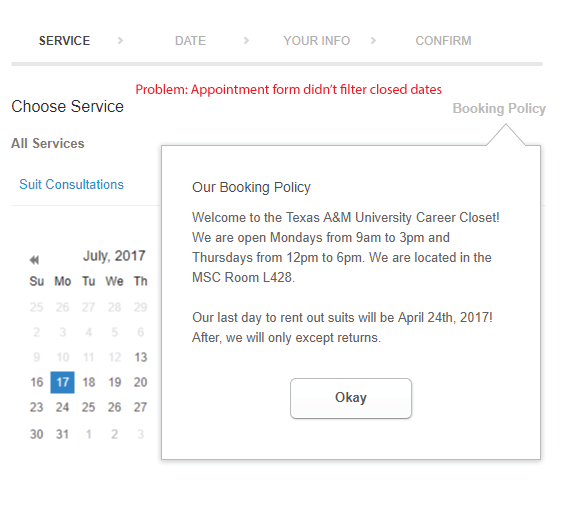 SERVICE > DATE > YOUR INFO > CONFIRM
Problem: Appointment form didn't filter closed dates
Choose Service
Booking Policy
All Services
Suit Consultations
Our Booking Policy
Welcome to the Texas A&M University Career Closet!
We are open Mondays from 9am to 3pm and
Thursdays from 12pm to 6pm. We are located in the
MSC Room L428.
Our last day to rent out suits will be April 24th, 2017!
After, we will only except returns.
Okay
July, 2017
Su Mo Tu We Th
25 26 27 28 29
2 3 4 5 6
9 10 11 12 13
16 17 18 19 20
23 24 25 26 27
30 31 1 2 3